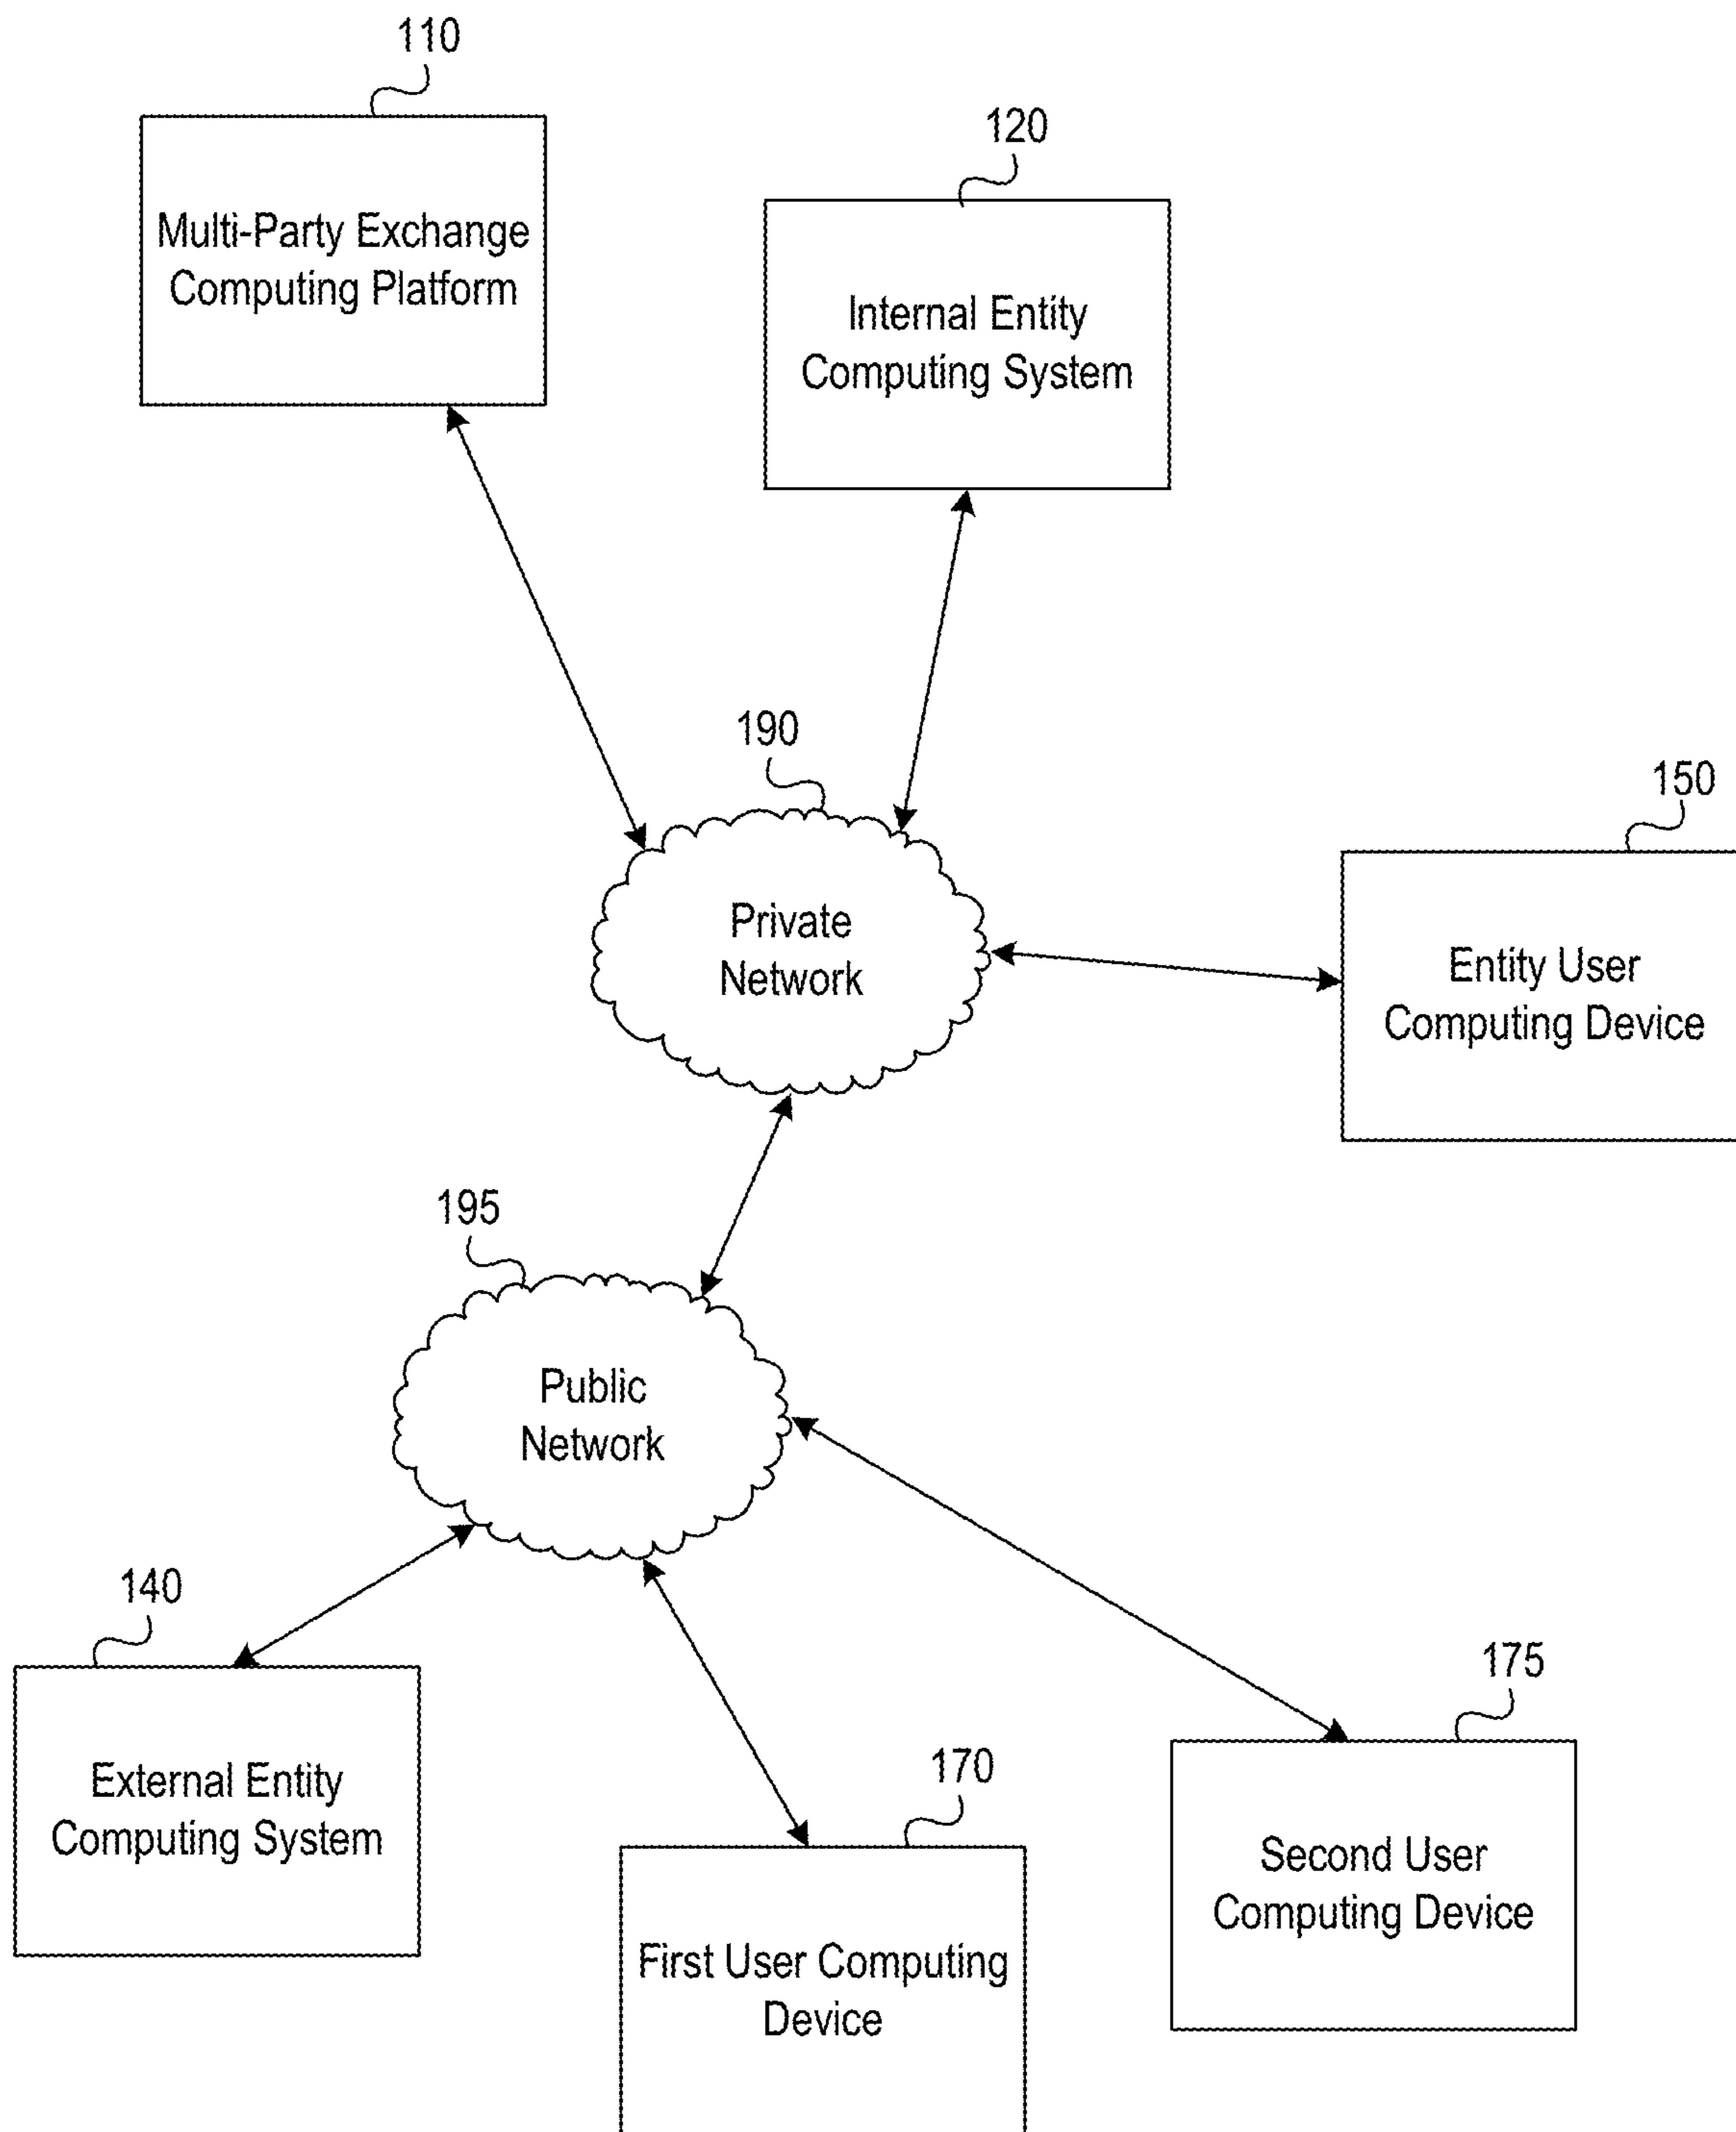 110
Multi-Party Exchange
Computing Platform
120
Internal Entity
Computing System
190
Private
Network
150
Entity User
Computing Device
195
Public
Network
140
External Entity
Computing System
170
First User Computing
Device
175
Second User
Computing Device